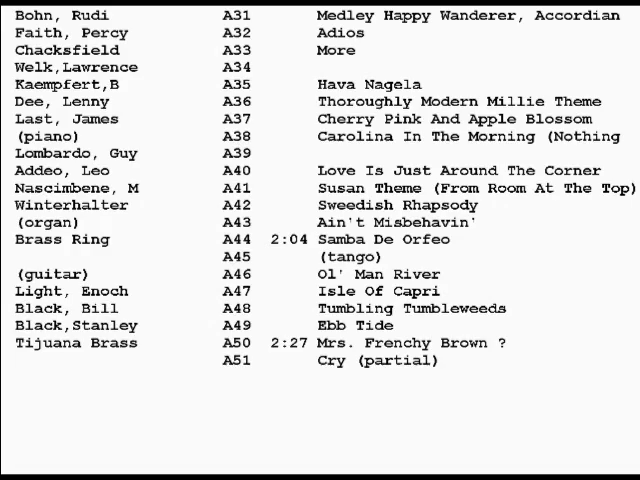 Bohn, Rudi A31 Medley Happy Wanderer, Accordian
Faith, Percy A32 Adios
Chacksfield A33 More
Welk,Lawrence A34
Kaempfert,B A35 Hava Nagela
Dee, Lenny A36 Thoroughly Modern Millie Theme
Last, James A37 Cherry Pink And Apple Blossom
(piano) A38 Carolina In The Morning (Nothing
Lombardo, Guy A39
Addeo, Leo A40 Love Is Just Around The Corner
Nascimbene, M A41 Susan Theme (From Room At The Top)
Winterhalter A42 Sweedish Rhapsody
(organ) A43 Ain't Misbehavin'
Brass Ring A44 2:04 Samba De Orfeo
A45 (tango)
(guitar) A46 Ol' Man River
Light, Enoch A47 Isle Of Capri
Black, Bill A48 Tumbling Tumbleweeds
Black,Stanley A49 Ebb Tide
Tijuana Brass A50 2:27 Mrs. Frenchy Brown ?
A51 Cry (partial)